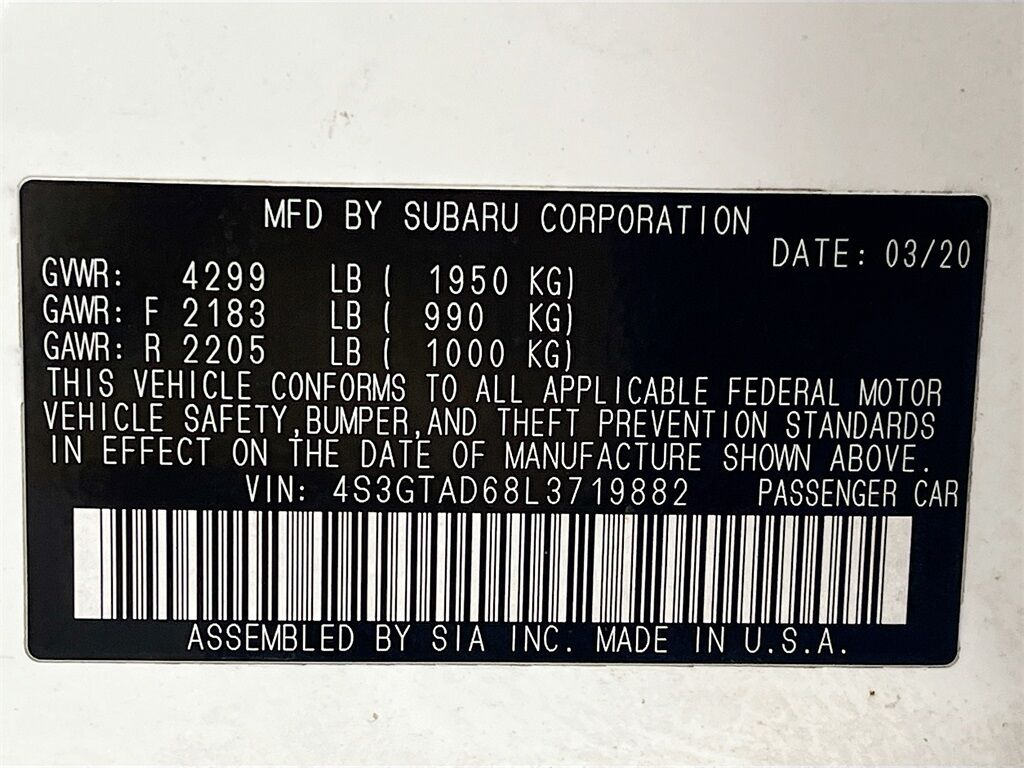 MFD BY SUBARU CORPORATION
DATE: 03/20
GVWR: 4299 LB ( 1950 KG)
GAWR: F 2183 LB ( 990 KG)
GAWR: R 2205 LB ( 1000 KG)
THIS VEHICLE CONFORMS TO ALL APPLICABLE FEDERAL MOTOR
VEHICLE SAFETY,BUMPER,AND THEFT PREVENTION STANDARDS
IN EFFECT ON THE DATE OF MANUFACTURE SHOWN ABOVE.
VIN: 4S3GTAD68L3719882 PASSENGER CAR
ASSEMBLED BY SIA INC. MADE IN U.S.A.